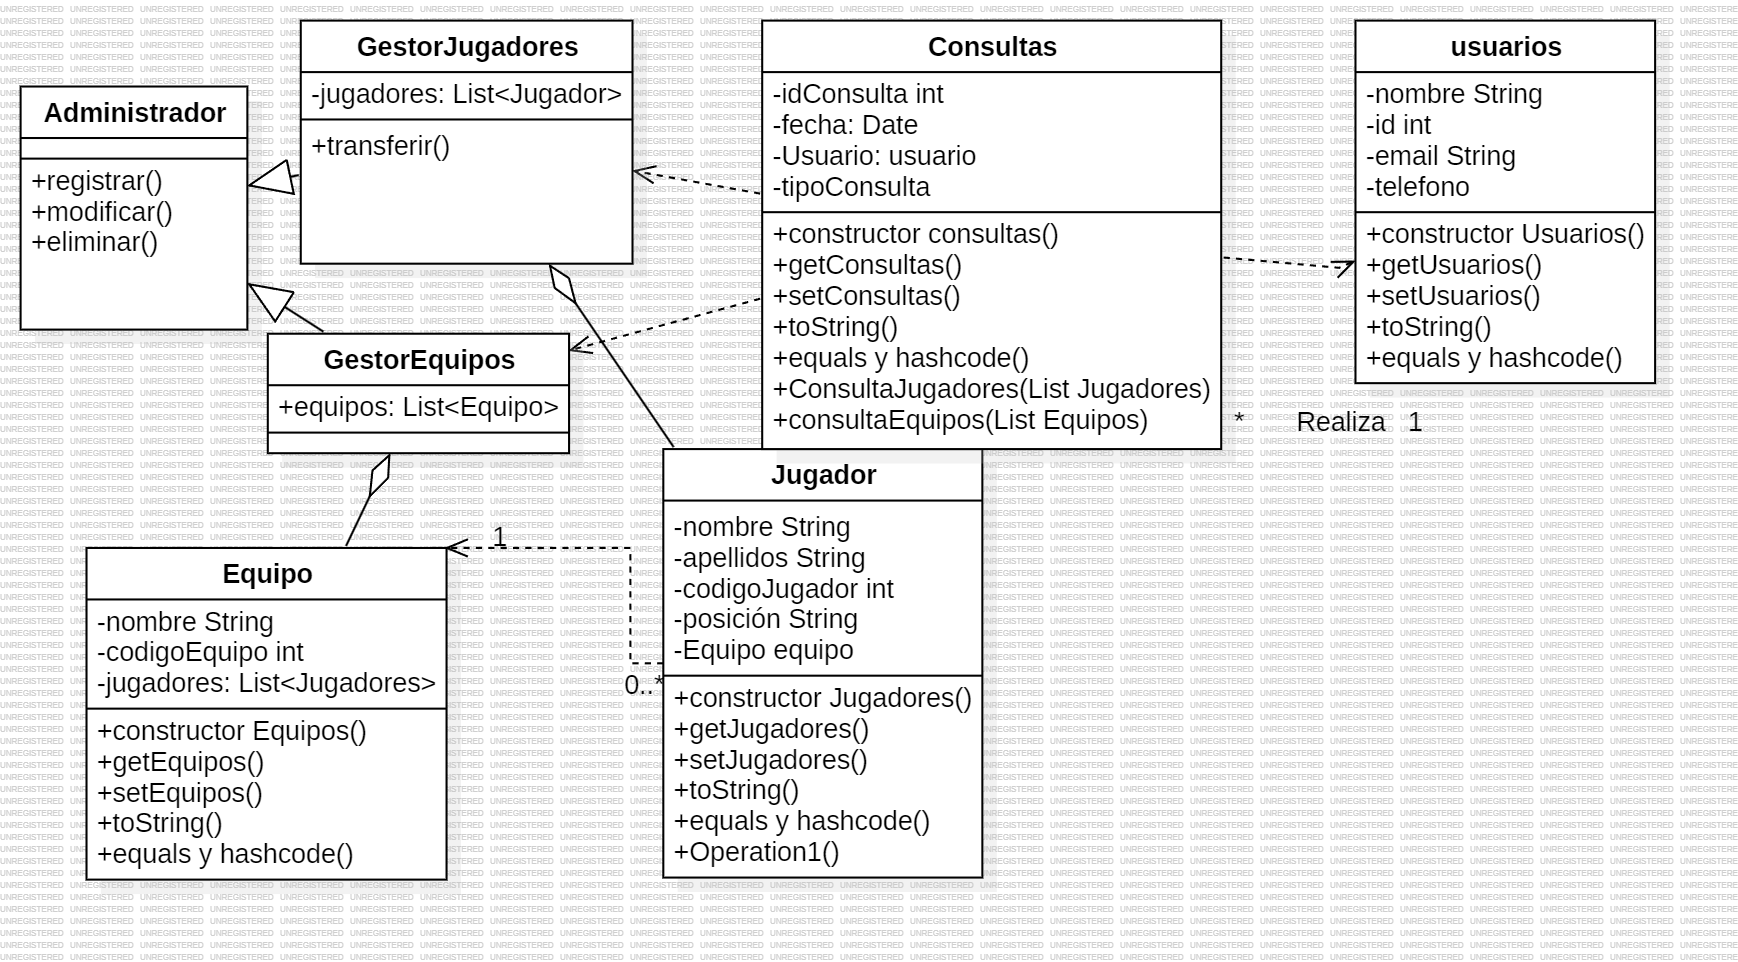 Administrador
+registrar()
+modificar()
+eliminar()
GestorJugadores
-jugadores: List<Jugador>
+transferir()
GestorEquipos
+equipos: List<Equipo>
Consultas
-idConsulta int
-fecha: Date
-Usuario: usuario
-tipoConsulta
+constructor consultas()
+getConsultas()
+setConsultas()
+toString()
+equals y hashcode()
+ConsultaJugadores(List Jugadores)
+consultaEquipos(List Equipos)
usuarios
-nombre String
-id int
-email String
-telefono
+constructor Usuarios()
+getUsuarios()
+setUsuarios()
+toString()
+equals y hashcode()
* Realiza 1
Equipo
-nombre String
-codigoEquipo int
-jugadores: List<Jugadores>
+constructor Equipos()
+getEquipos()
+setEquipos()
+toString()
+equals y hashcode()
1
0..*
Jugador
-nombre String
-apellidos String
-codigoJugador int
-posición String
-Equipo equipo
+constructor Jugadores()
+getJugadores()
+setJugadores()
+toString()
+equals y hashcode()
+Operation1()
UNREGISTERED